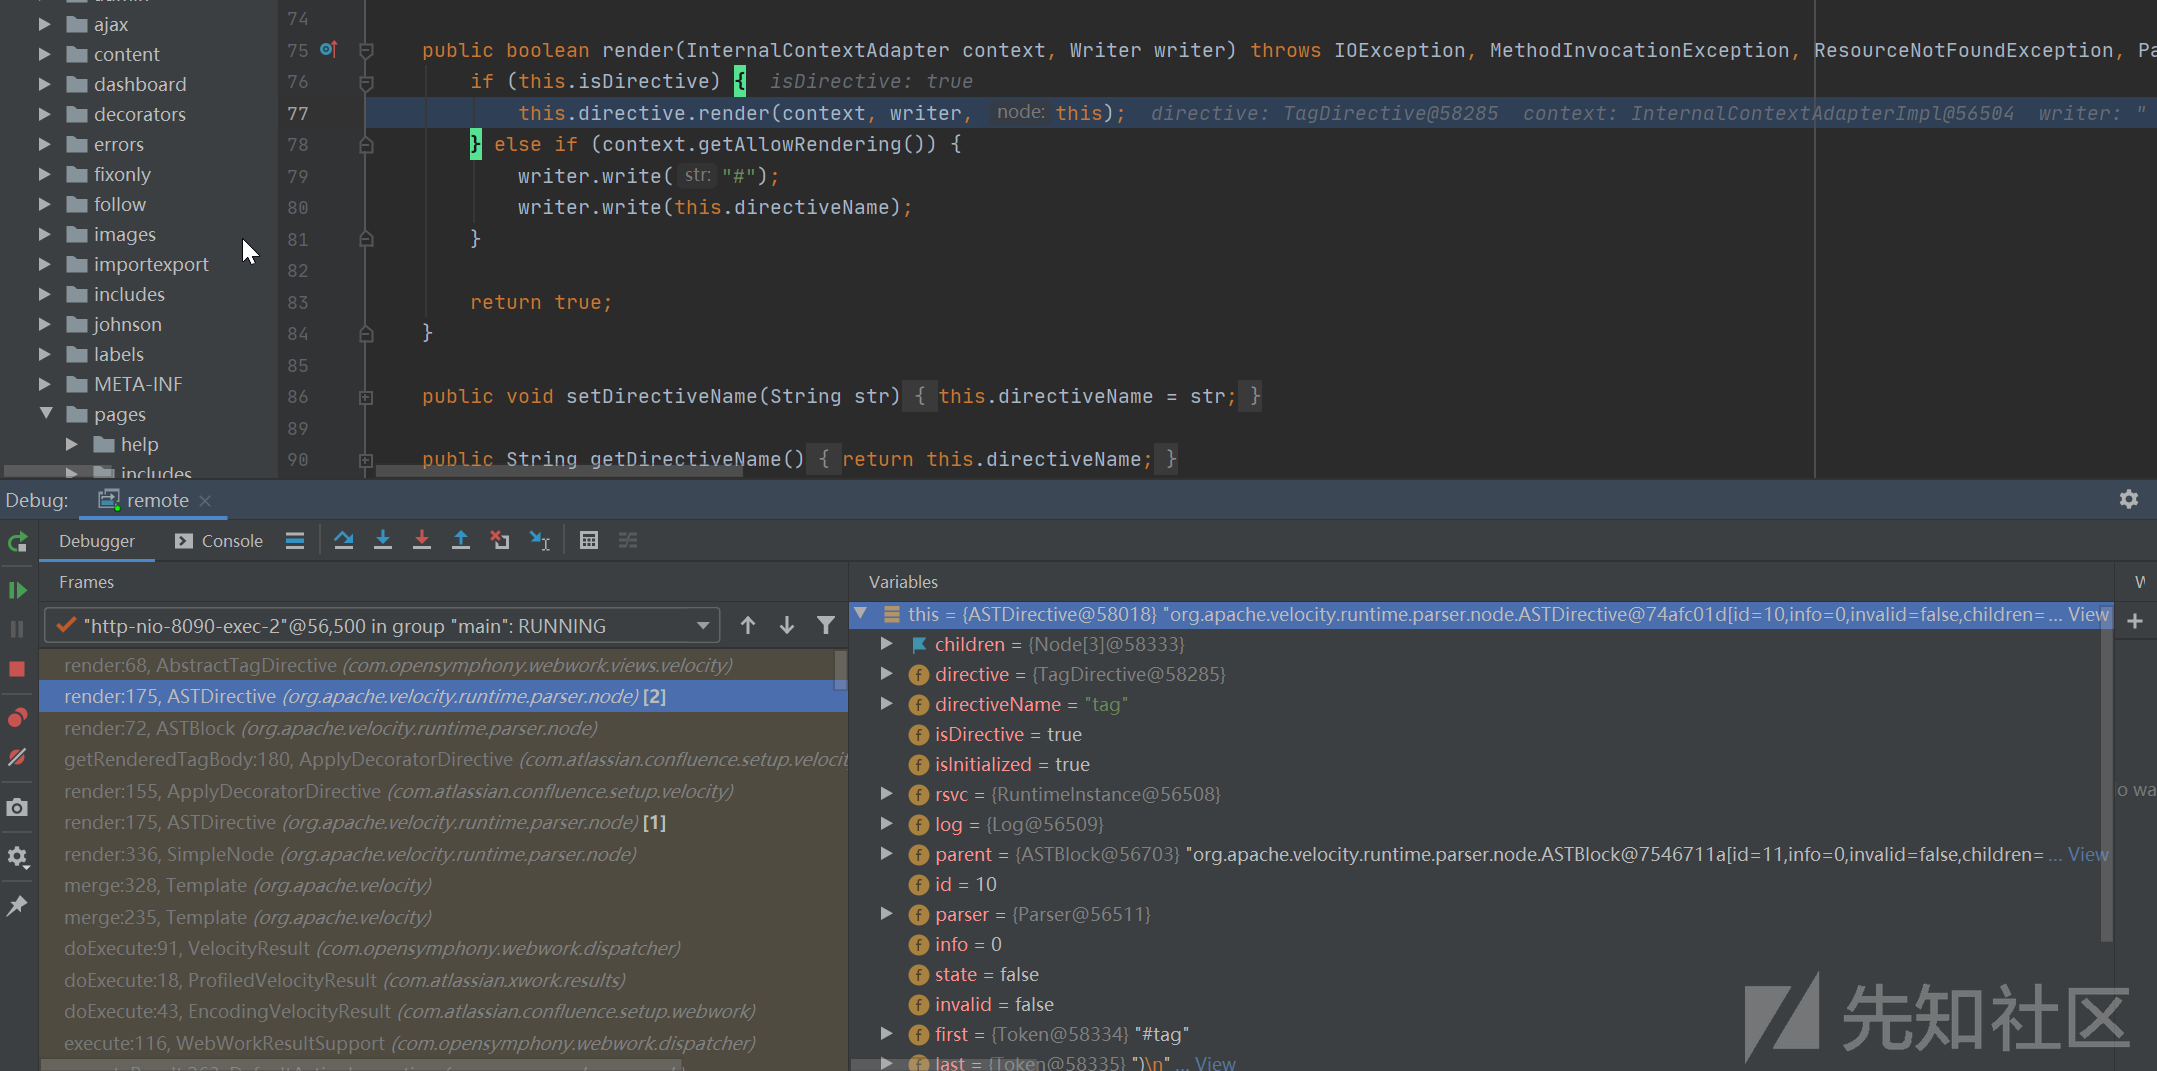 admin
ajax
content
dashboard
decorators
errors
fixonly
follow
images
importexport
includes
johnson
labels
META-INF
pages
help
includes
74
75 public boolean render(InternalContextAdapter context, Writer writer) throws IOException, MethodInvocationException, ResourceNotFoundException, Pa
76 if (this.isDirective) { isDirective: true
77 this.directive.render(context, writer, node: this); directive: TagDirective@58285 context: InternalContextAdapterImpl@56504 writer: "
78 } else if (context.getAllowRendering()) {
79 writer.write( str: "#");
80 writer.write(this.directiveName);
81 }
82
83 return true;
84 }
85
86 public void setDirectiveName(String str) { this.directiveName = str; }
89
90 public String getDirectiveName() { return this.directiveName; }
Debug: remote
Debugger Console
Frames
"http-nio-8090-exec-2"@56,500 in group "main": RUNNING
render:68, AbstractTagDirective (com.opensymphony.webwork.views.velocity)
render:175, ASTDirective (org.apache.velocity.runtime.parser.node) [2]
render:72, ASTBlock (org.apache.velocity.runtime.parser.node)
getRenderedTagBody:180, ApplyDecoratorDirective (com.atlassian.confluence.setup.velocit
render:155, ApplyDecoratorDirective (com.atlassian.confluence.setup.velocity)
render:175, ASTDirective (org.apache.velocity.runtime.parser.node) [1]
render:336, SimpleNode (org.apache.velocity.runtime.parser.node)
merge:328, Template (org.apache.velocity)
merge:235, Template (org.apache.velocity)
doExecute:91, VelocityResult (com.opensymphony.webwork.dispatcher)
doExecute:18, ProfiledVelocityResult (com.atlassian.xwork.results)
doExecute:43, EncodingVelocityResult (com.atlassian.confluence.setup.webwork)
execute:116, WebWorkResultSupport (com.opensymphony.webwork.dispatcher)
Variables
this = {ASTDirective@58018} "org.apache.velocity.runtime.parser.node.ASTDirective@74afc01d[id=10,info=0,invalid=false,children= ... View
children = {Node[3]@58333}
directive = {TagDirective@58285}
directiveName = "tag"
isDirective = true
isInitialized = true
rsvc = {RuntimeInstance@56508}
log = {Log@56509}
parent = {ASTBlock@56703} "org.apache.velocity.runtime.parser.node.ASTBlock@7546711a[id=11,info=0,invalid=false,children= ... View
id = 10
parser = {Parser@56511}
info = 0
state = false
invalid = false
first = {Token@58334} "#tag"
last = {Token@58335} ")\n" ... View
W
o wa
先知社区